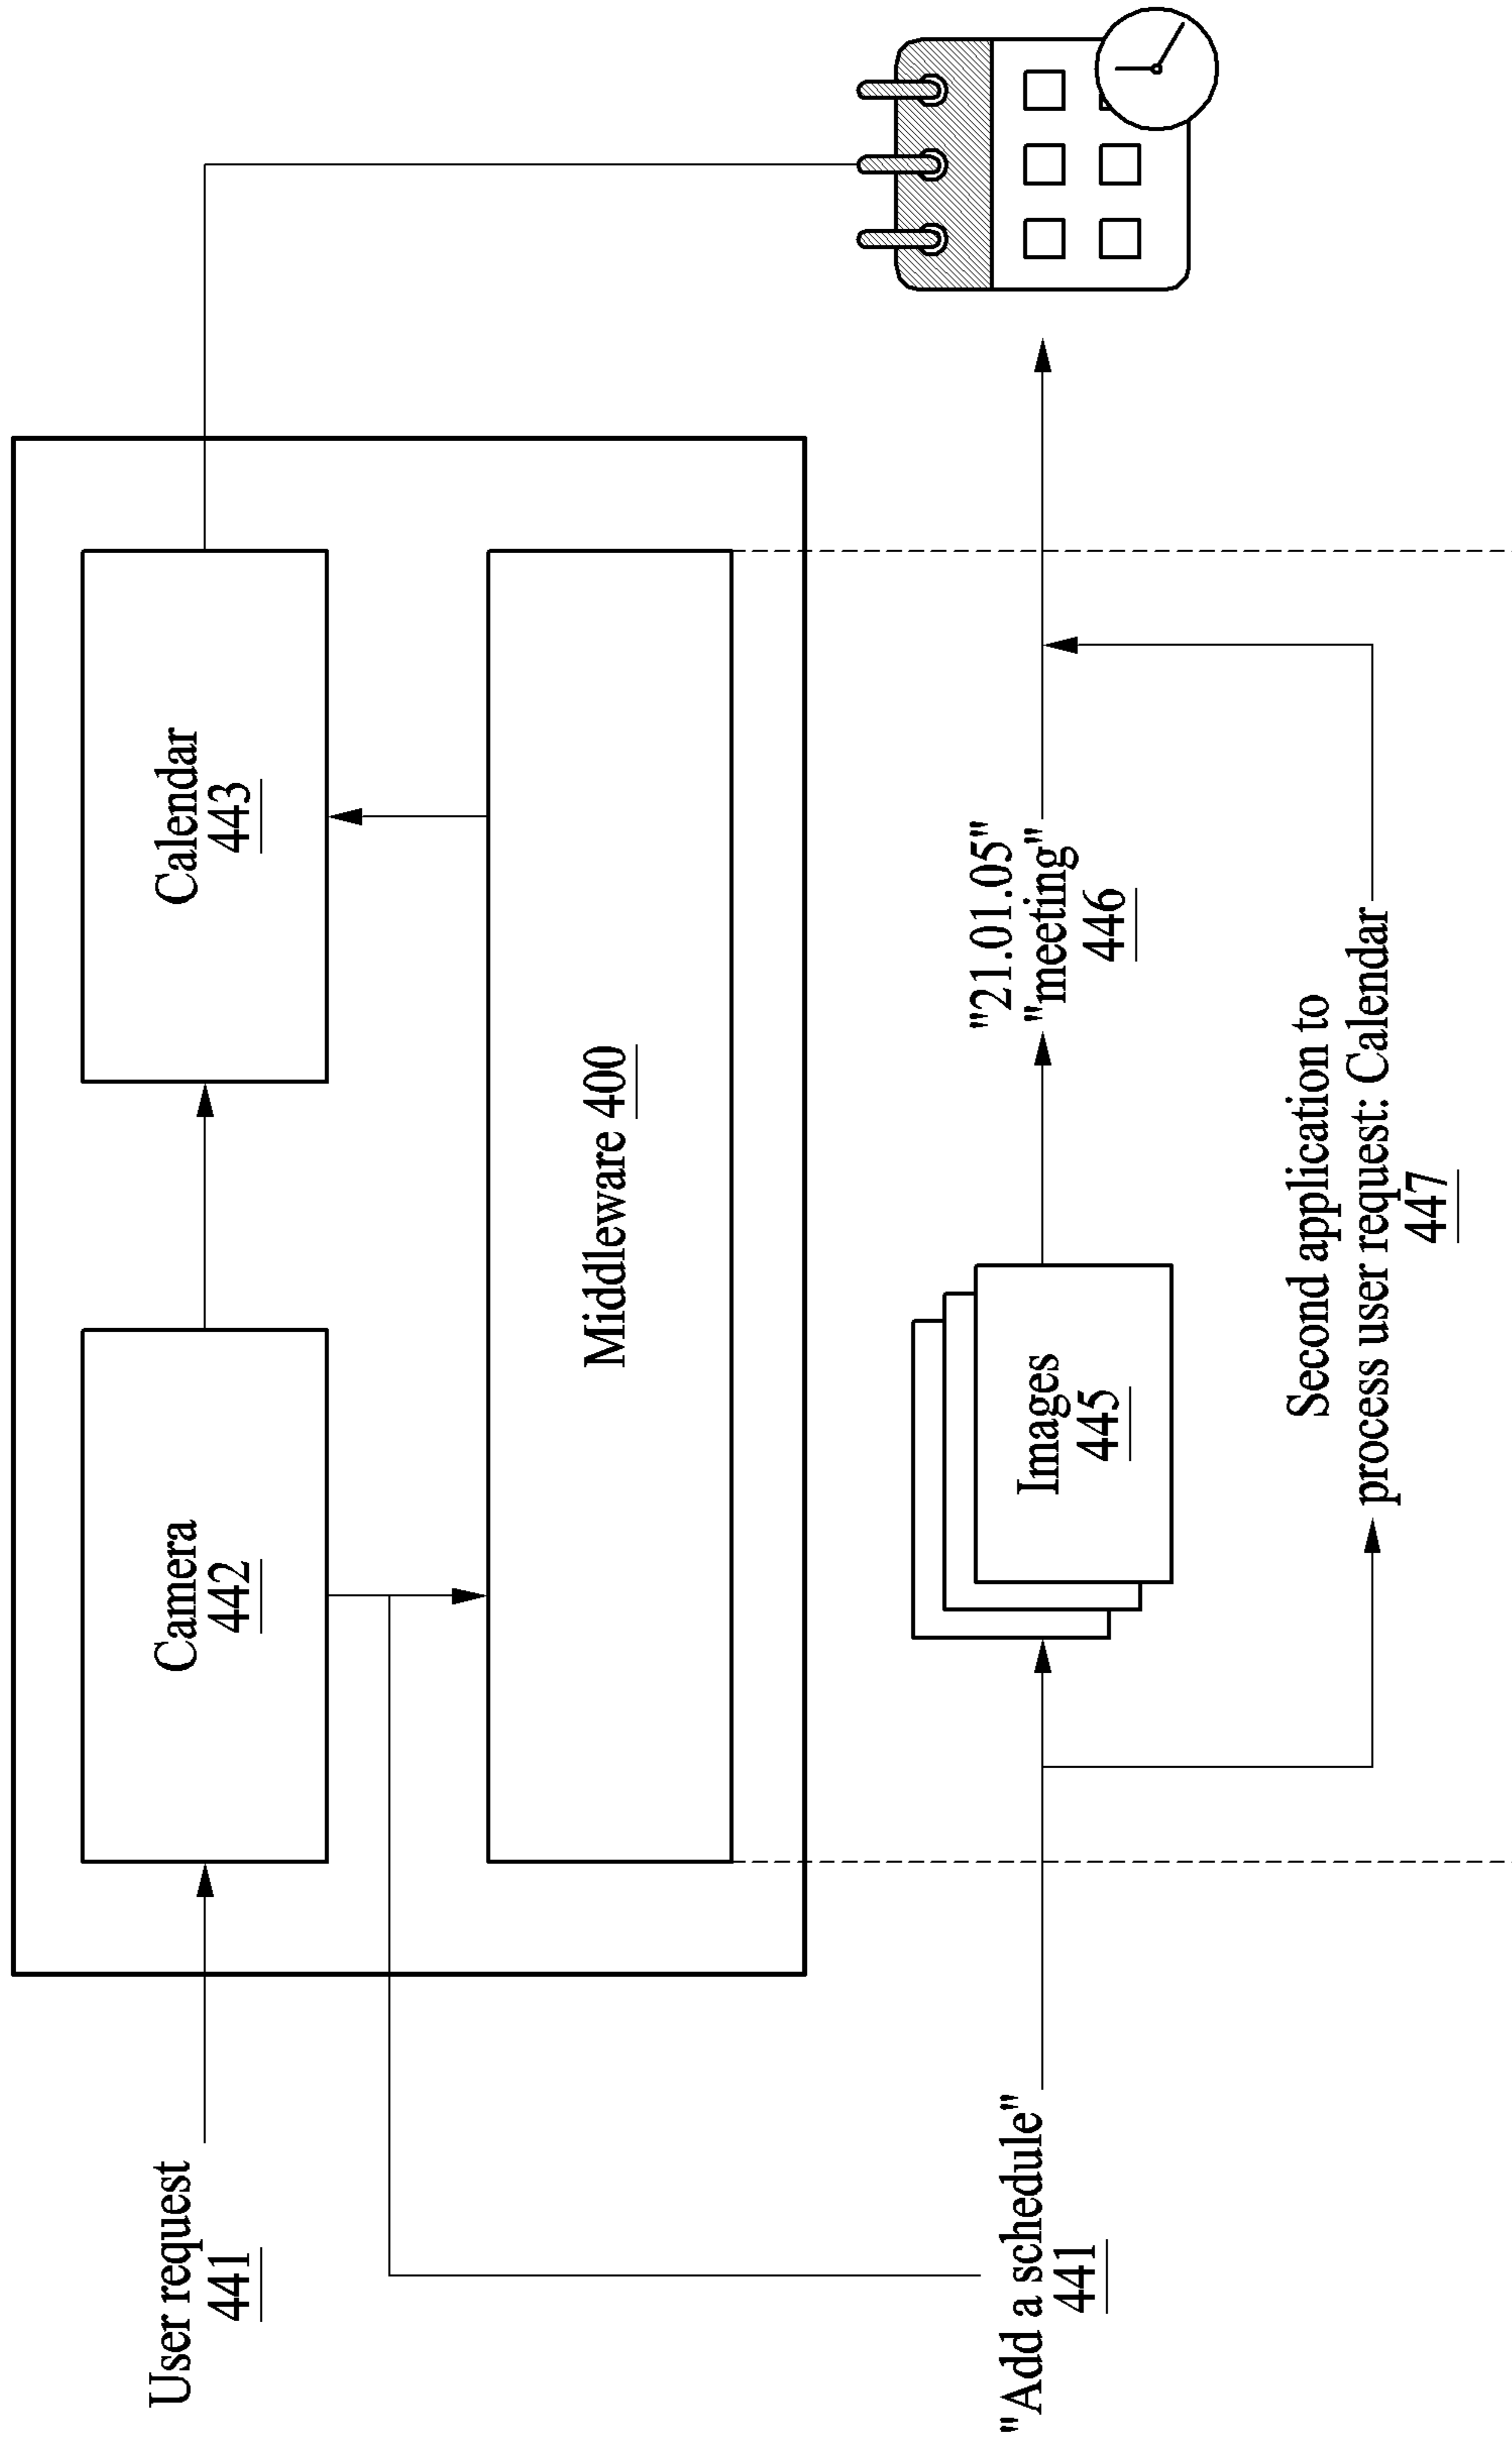 User request
441
Camera
442
Calendar
443
Middleware 400
"Add a schedule"
441
Images
445
"21.01.05"
"meeting"
446
Second application to
process user request: Calendar
447